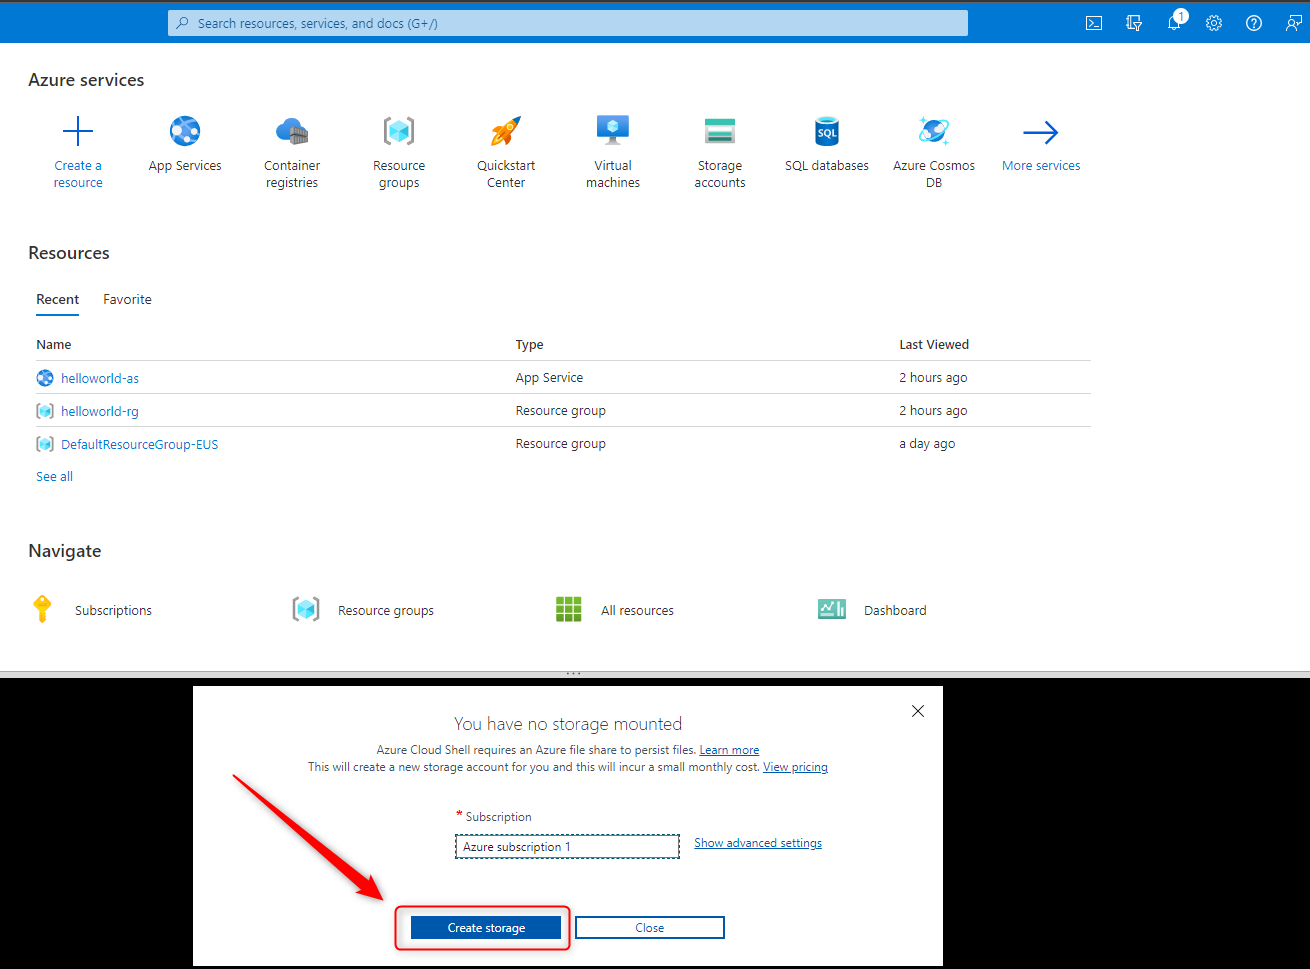 Search resources, services, and docs (G+/)
1
Azure services
Create a
resource
App Services
Container
registries
Resource
groups
Quickstart
Center
Virtual
machines
Storage
accounts
SQL
SQL databases
Azure Cosmos
DB
More services
Resources
Recent Favorite
Name Type Last Viewed
helloworld-as App Service 2 hours ago
helloworld-rg Resource group 2 hours ago
DefaultResourceGroup-EUS Resource group a day ago
See all
Navigate
Subscriptions Resource groups All resources Dashboard
You have no storage mounted
Azure Cloud Shell requires an Azure file share to persist files. Learn more
This will create a new storage account for you and this will incur a small monthly cost. View pricing
* Subscription
Azure subscription 1 Show advanced settings
Create storage Close